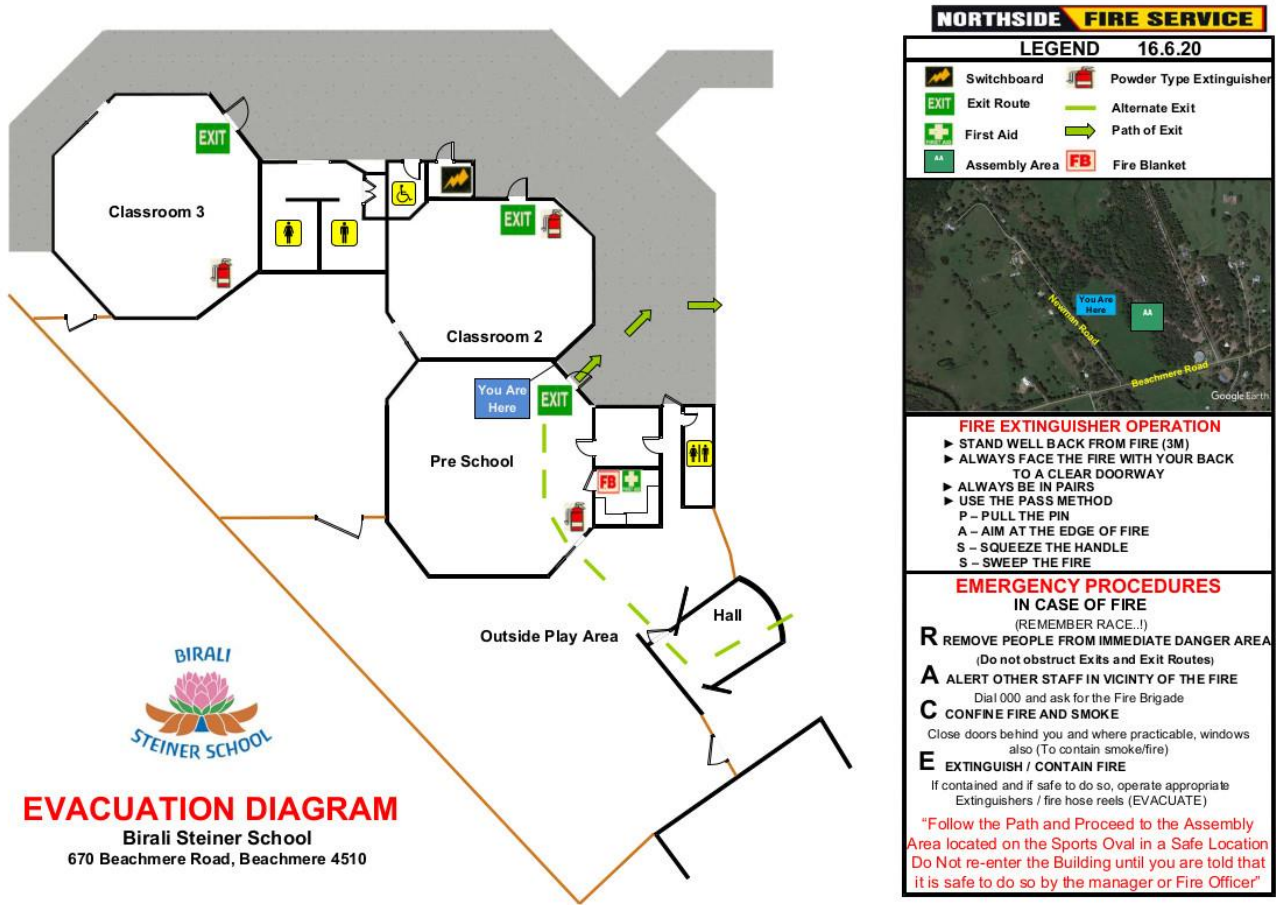 NORTHSIDE FIRE SERVICE
LEGEND 16.6.20
Switchboard
Powder Type Extinguisher
EXIT
Exit Route
Alternate Exit
FIRST AID
First Aid
Path of Exit
AA
Assembly Area
FB
Fire Blanket
You Are
Here
AA
Newman Road
Beachmere Road
Google Earth
FIRE EXTINGUISHER OPERATION
► STAND WELL BACK FROM FIRE (3M)
► ALWAYS FACE THE FIRE WITH YOUR BACK
TO A CLEAR DOORWAY
► ALWAYS BE IN PAIRS
► USE THE PASS METHOD
P – PULL THE PIN
A – AIM AT THE EDGE OF FIRE
S – SQUEEZE THE HANDLE
S – SWEEP THE FIRE
EMERGENCY PROCEDURES
IN CASE OF FIRE
(REMEMBER RACE..!)
R REMOVE PEOPLE FROM IMMEDIATE DANGER AREA
(Do not obstruct Exits and Exit Routes)
A ALERT OTHER STAFF IN VICINTY OF THE FIRE
Dial 000 and ask for the Fire Brigade
C CONFINE FIRE AND SMOKE
Close doors behind you and where practicable, windows
also (To contain smoke/fire)
E EXTINGUISH / CONTAIN FIRE
If contained and if safe to do so, operate appropriate
Extinguishers / fire hose reels (EVACUATE)
"Follow the Path and Proceed to the Assembly
Area located on the Sports Oval in a Safe Location
Do Not re-enter the Building until you are told that
it is safe to do so by the manager or Fire Officer"
EXIT
Classroom 3
EXIT
Classroom 2
You Are
Here
EXIT
Pre School
FB
FIRST AID
Hall
Outside Play Area
BIRALI
STEINER SCHOOL
EVACUATION DIAGRAM
Birali Steiner School
670 Beachmere Road, Beachmere 4510